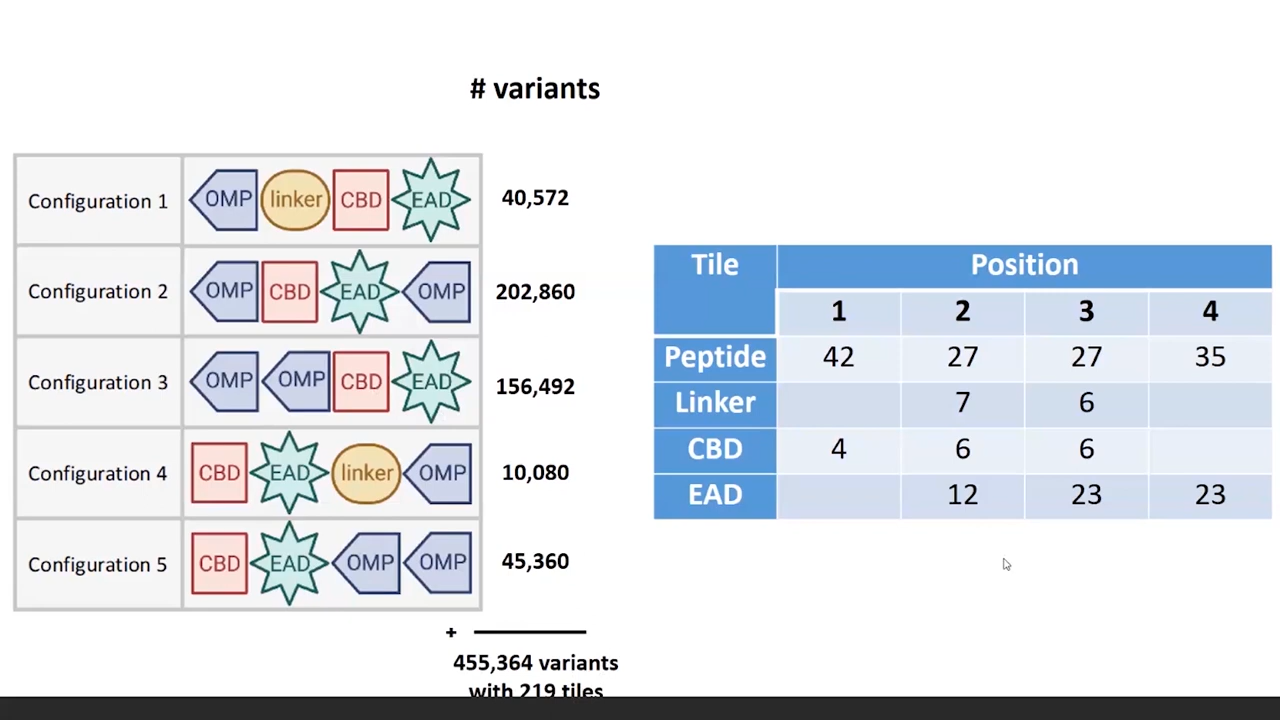 # variants
Configuration 1 OMP linker CBD EAD 40,572
Configuration 2 OMP CBD EAD OMP 202,860
Configuration 3 OMP OMP CBD EAD 156,492
Configuration 4 CBD EAD linker OMP 10,080
Configuration 5 CBD EAD OMP OMP 45,360
+
455,364 variants
with 219 tiles
Tile Position
1 2 3 4
Peptide 42 27 27 35
Linker 7 6
CBD 4 6 6
EAD 12 23 23